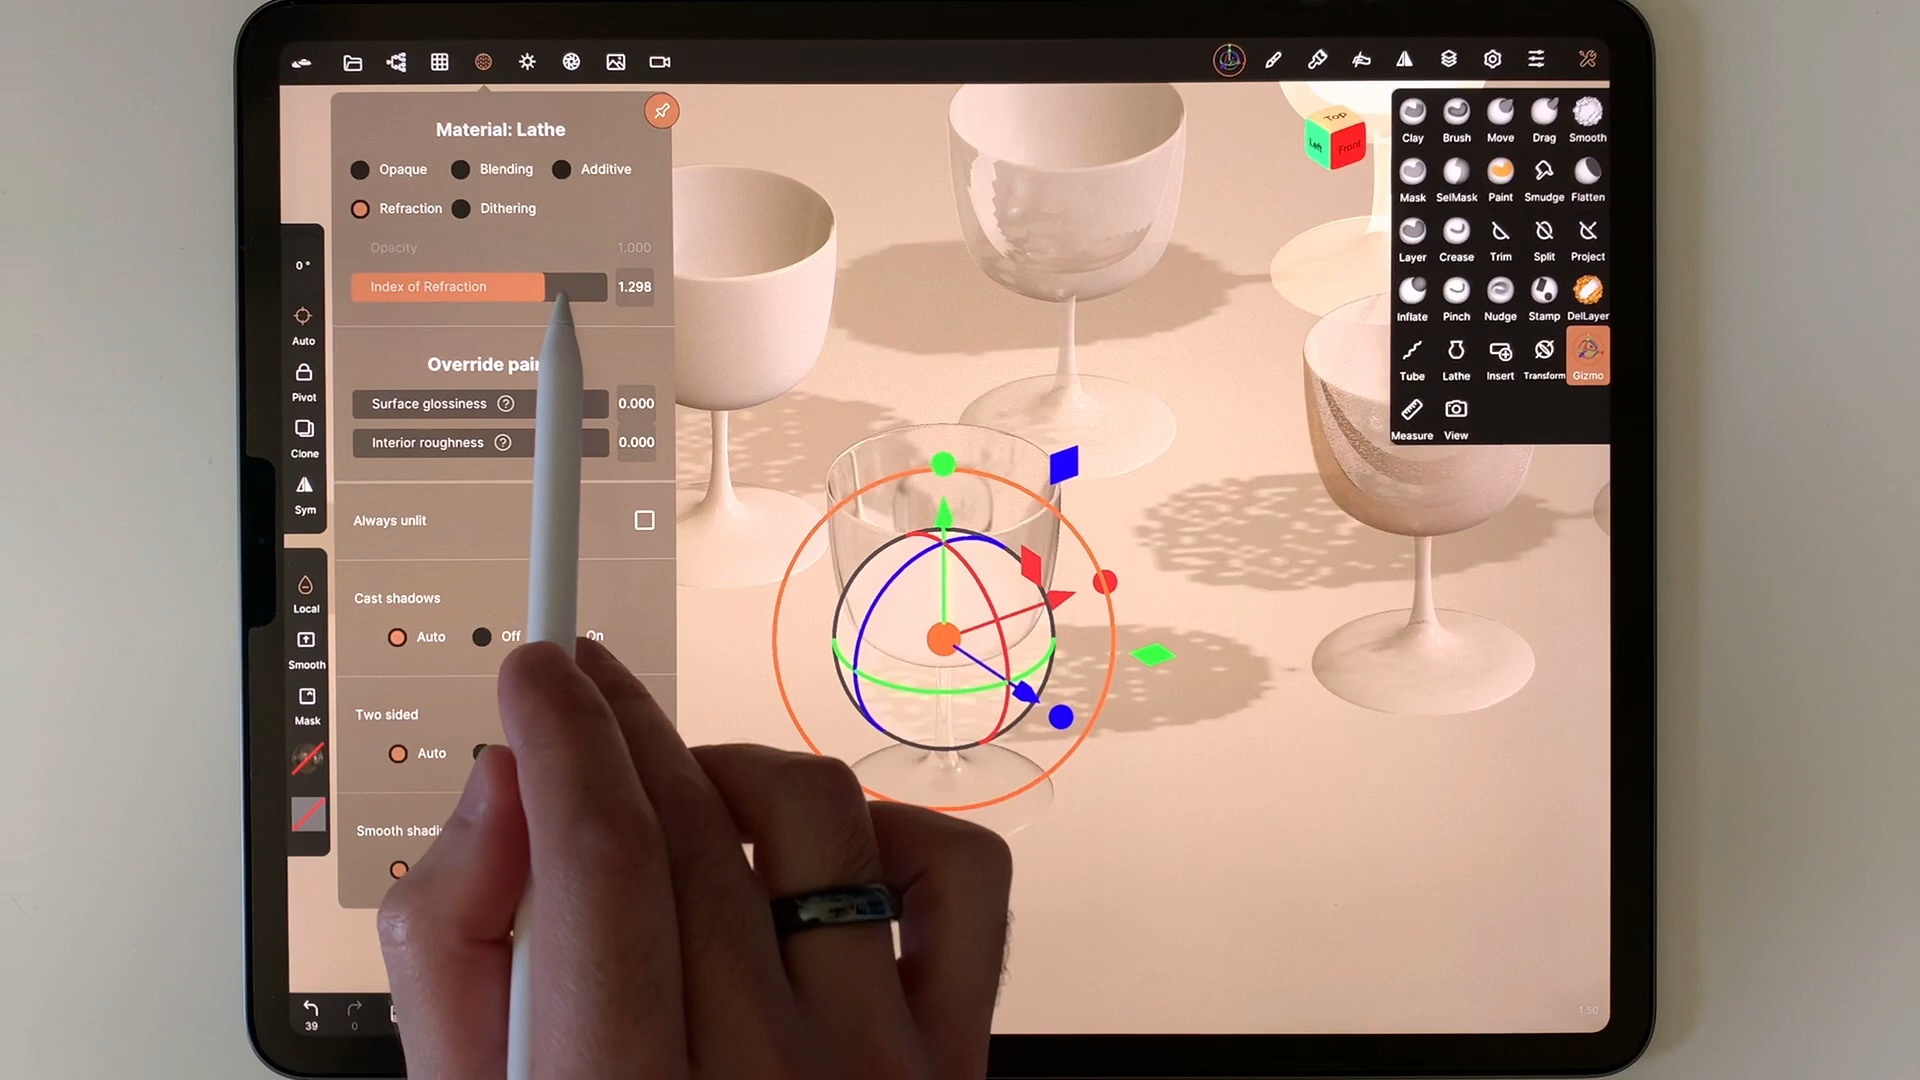 Material: Lathe
Opaque Blending Additive
Refraction Dithering
Opacity 1.000
Index of Refraction 1.298
Override
Surface glossiness ? 0.000
Interior roughness ? 0.000
Always unlit
Cast shadows
Auto Off On
Two sided
Auto
Smooth
0°
Auto
Pivot
Clone
Sym
Local
Smooth
Mask
39 0
Top
Left Front
Clay Brush Move Drag Smooth
Mask SelMask Paint Smudge Flatten
Layer Crease Trim Split Project
Inflate Pinch Nudge Stamp DelLayer
Tube Lathe Insert Transform Gizmo
Measure View
1.50